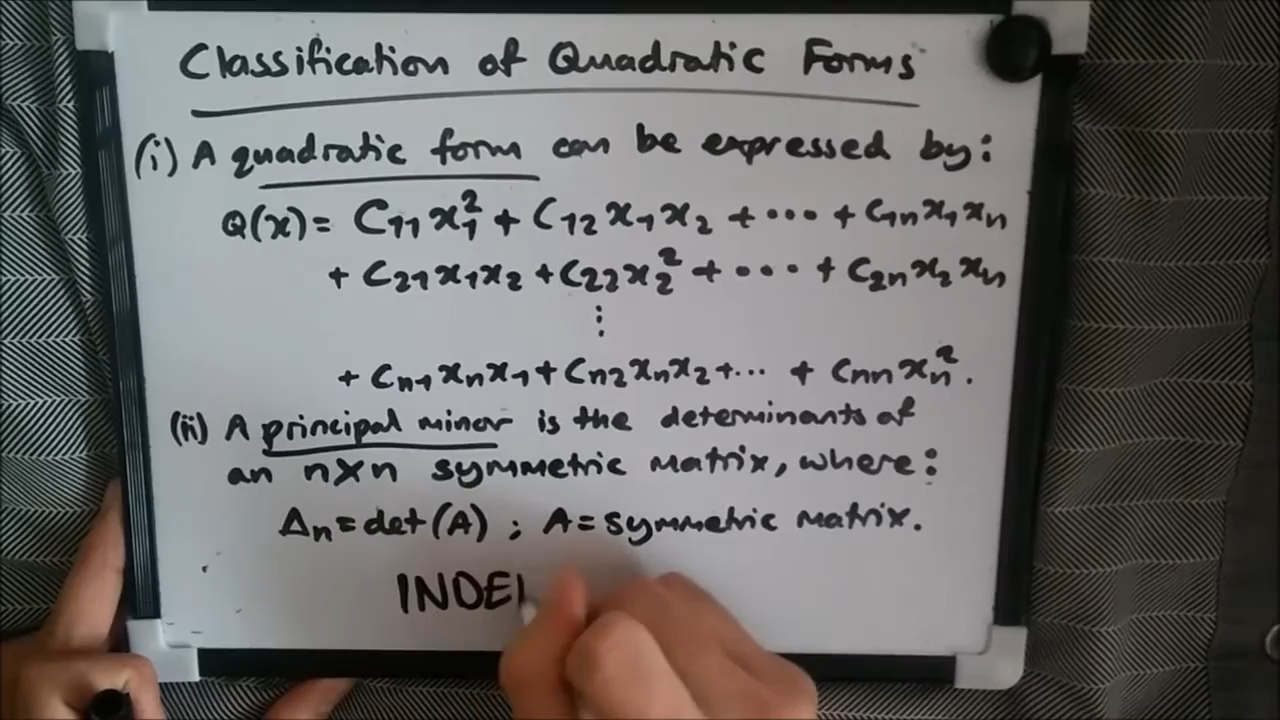 Classification of Quadratic Forms
(i) A quadratic form can be expressed by:
Q(x) = C₁₁x₁² + C₁₂x₁x₂ + ... + C₁ₙx₁xₙ
+ C₂₁x₁x₂ + C₂₂x₂² + ... + C₂ₙx₂xₙ
⋮
+ Cₙ₁xₙx₁ + Cₙ₂xₙx₂ + ... + Cₙₙxₙ².
(ii) A principal minor is the determinants of
an n×n symmetric matrix, where:
Δₙ = det(A) ; A = symmetric matrix.
INDE